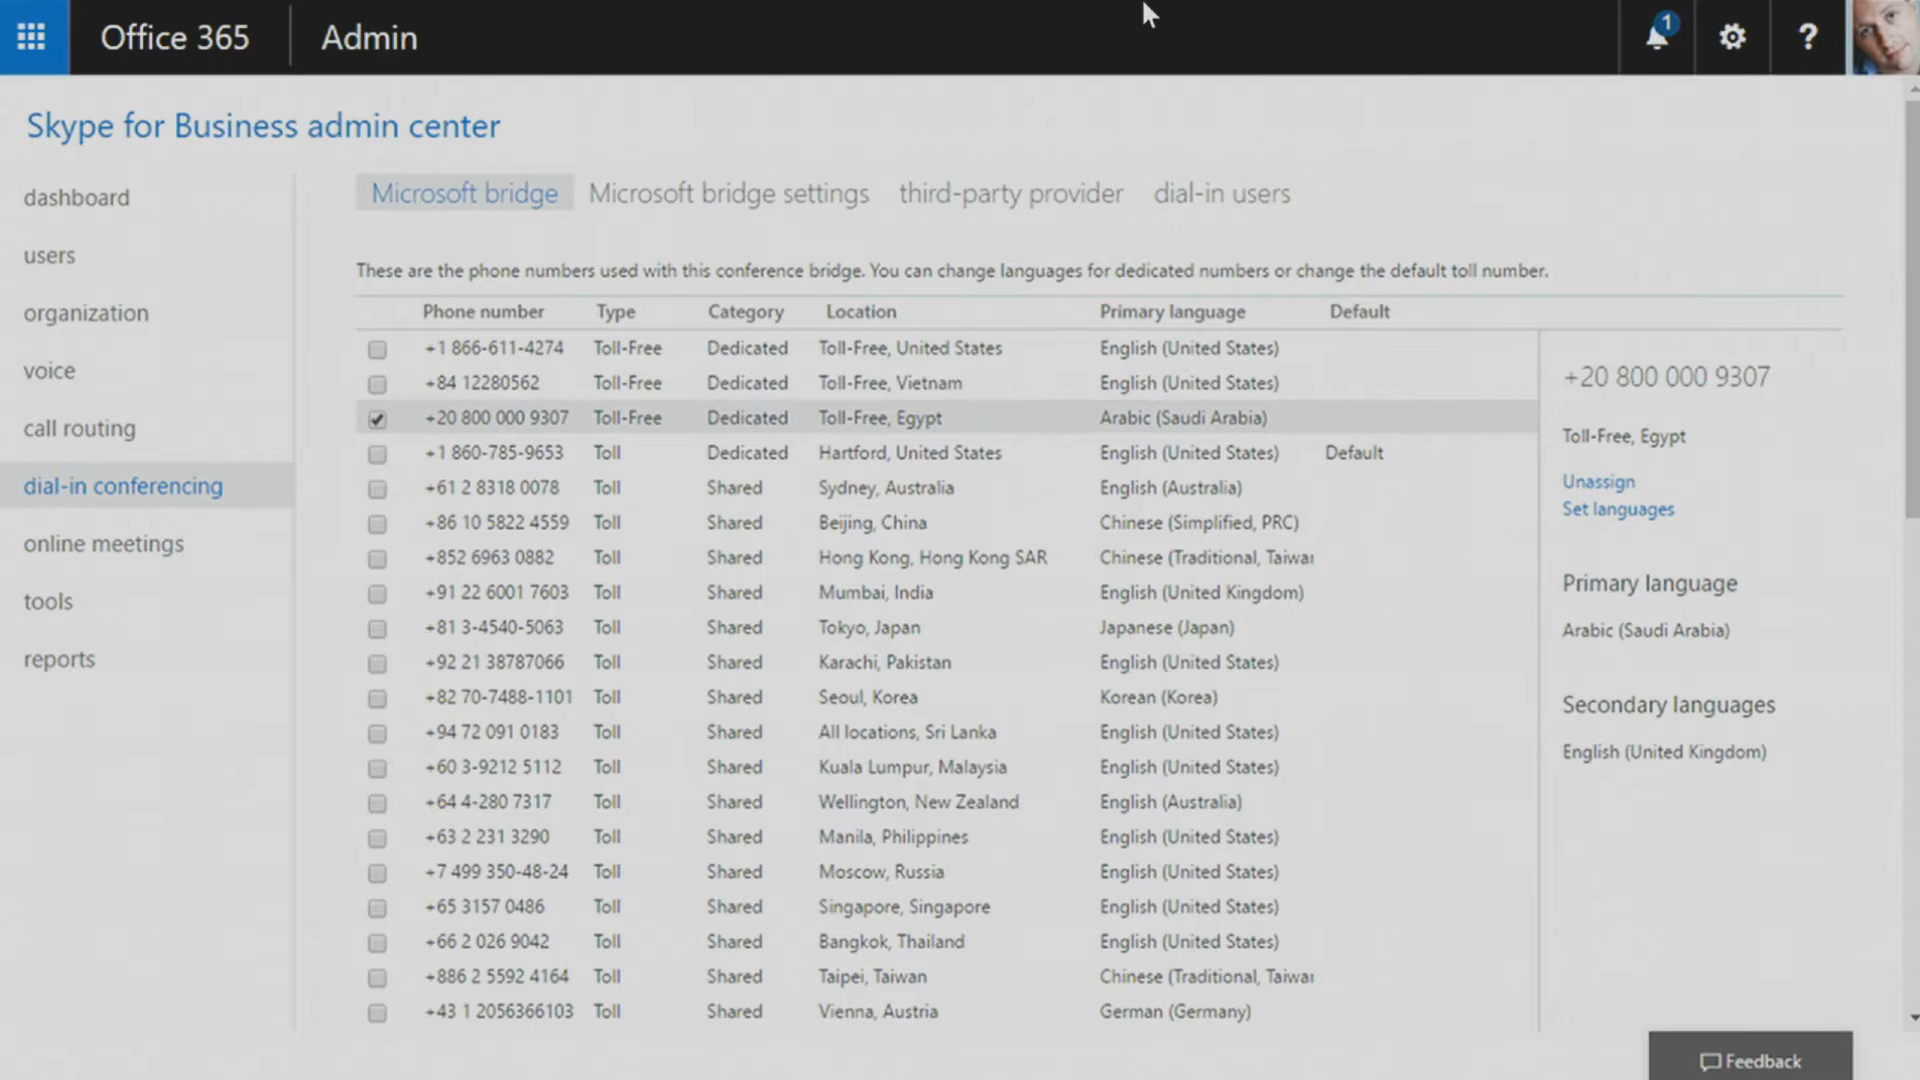 Office 365 Admin 1 ?
Skype for Business admin center
dashboard
users
organization
voice
call routing
dial-in conferencing
online meetings
tools
reports
Microsoft bridge Microsoft bridge settings third-party provider dial-in users
These are the phone numbers used with this conference bridge. You can change languages for dedicated numbers or change the default toll number.
Phone number Type Category Location Primary language Default
+1 866-611-4274 Toll-Free Dedicated Toll-Free, United States English (United States)
+84 12280562 Toll-Free Dedicated Toll-Free, Vietnam English (United States)
+20 800 000 9307 Toll-Free Dedicated Toll-Free, Egypt Arabic (Saudi Arabia)
+1 860-785-9653 Toll Dedicated Hartford, United States English (United States) Default
+61 2 8318 0078 Toll Shared Sydney, Australia English (Australia)
+86 10 5822 4559 Toll Shared Beijing, China Chinese (Simplified, PRC)
+852 6963 0882 Toll Shared Hong Kong, Hong Kong SAR Chinese (Traditional, Taiwa
+91 22 6001 7603 Toll Shared Mumbai, India English (United Kingdom)
+81 3-4540-5063 Toll Shared Tokyo, Japan Japanese (Japan)
+92 21 38787066 Toll Shared Karachi, Pakistan English (United States)
+82 70-7488-1101 Toll Shared Seoul, Korea Korean (Korea)
+94 72 091 0183 Toll Shared All locations, Sri Lanka English (United States)
+60 3-9212 5112 Toll Shared Kuala Lumpur, Malaysia English (United States)
+64 4-280 7317 Toll Shared Wellington, New Zealand English (Australia)
+63 2 231 3290 Toll Shared Manila, Philippines English (United States)
+7 499 350-48-24 Toll Shared Moscow, Russia English (United States)
+65 3157 0486 Toll Shared Singapore, Singapore English (United States)
+66 2 026 9042 Toll Shared Bangkok, Thailand English (United States)
+886 2 5592 4164 Toll Shared Taipei, Taiwan Chinese (Traditional, Taiwa
+43 1 2056366103 Toll Shared Vienna, Austria German (Germany)
+20 800 000 9307
Toll-Free, Egypt
Unassign
Set languages
Primary language
Arabic (Saudi Arabia)
Secondary languages
English (United Kingdom)
Feedback